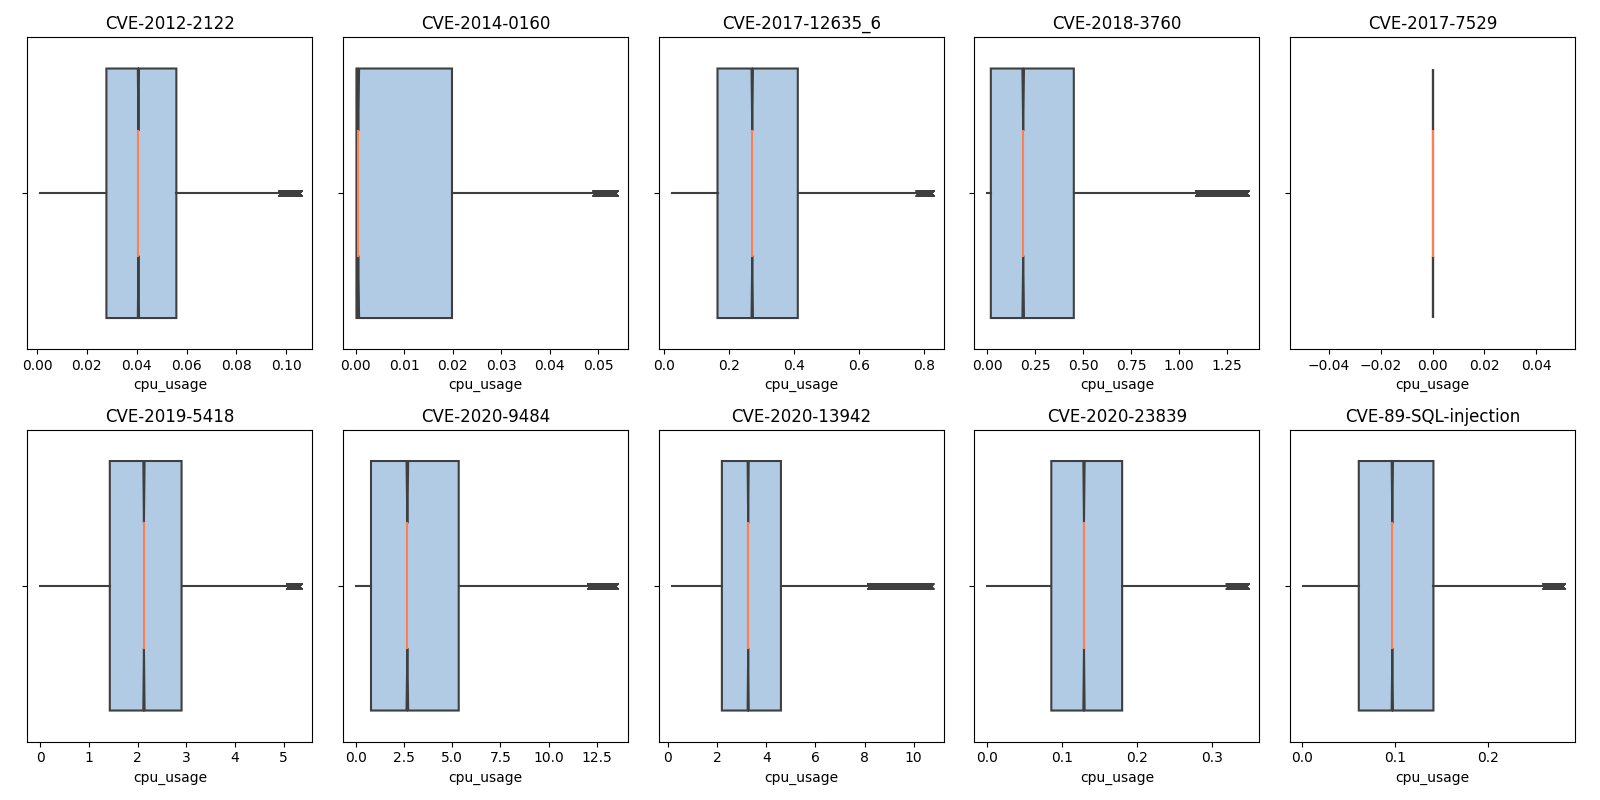 CVE-2012-2122 CVE-2014-0160 CVE-2017-12635_6 CVE-2018-3760 CVE-2017-7529
0.00 0.02 0.04 0.06 0.08 0.10 0.00 0.01 0.02 0.03 0.04 0.05 0.0 0.2 0.4 0.6 0.8 0.00 0.25 0.50 0.75 1.00 1.25 −0.04 −0.02 0.00 0.02 0.04
cpu_usage cpu_usage cpu_usage cpu_usage cpu_usage
CVE-2019-5418 CVE-2020-9484 CVE-2020-13942 CVE-2020-23839 CVE-89-SQL-injection
0 1 2 3 4 5 0.0 2.5 5.0 7.5 10.0 12.5 0 2 4 6 8 10 0.0 0.1 0.2 0.3 0.0 0.1 0.2
cpu_usage cpu_usage cpu_usage cpu_usage cpu_usage